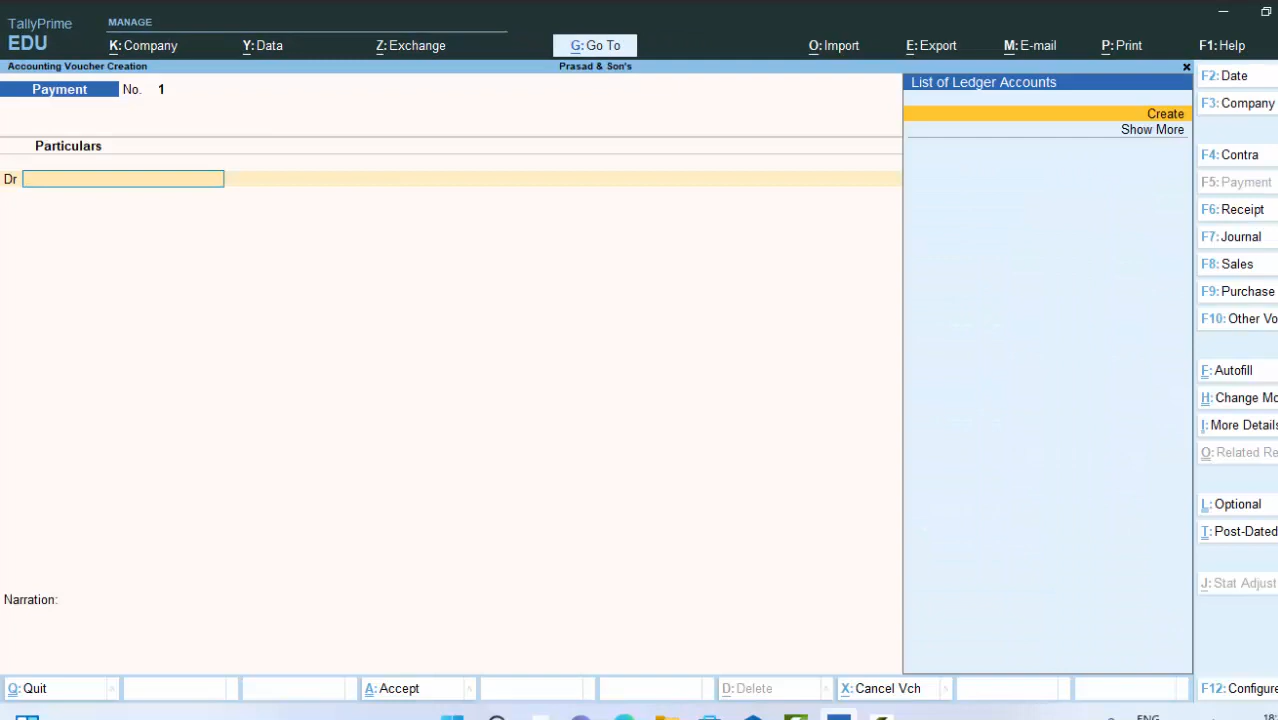 TallyPrime
EDU
MANAGE
K: Company
Y: Data
Z: Exchange
G: Go To
O: Import
E: Export
M: E-mail
P: Print
F1: Help
Accounting Voucher Creation
Prasad & Son's
Payment No. 1
Particulars
Dr
Narration:
List of Ledger Accounts
Create
Show More
F2: Date
F3: Company
F4: Contra
F5: Payment
F6: Receipt
F7: Journal
F8: Sales
F9: Purchase
F10: Other Vo
F: Autofill
H: Change Mo
I: More Details
O: Related Re
L: Optional
T: Post-Dated
J: Stat Adjust
Q: Quit
A: Accept
D: Delete
X: Cancel Vch
F12: Configure
ENG